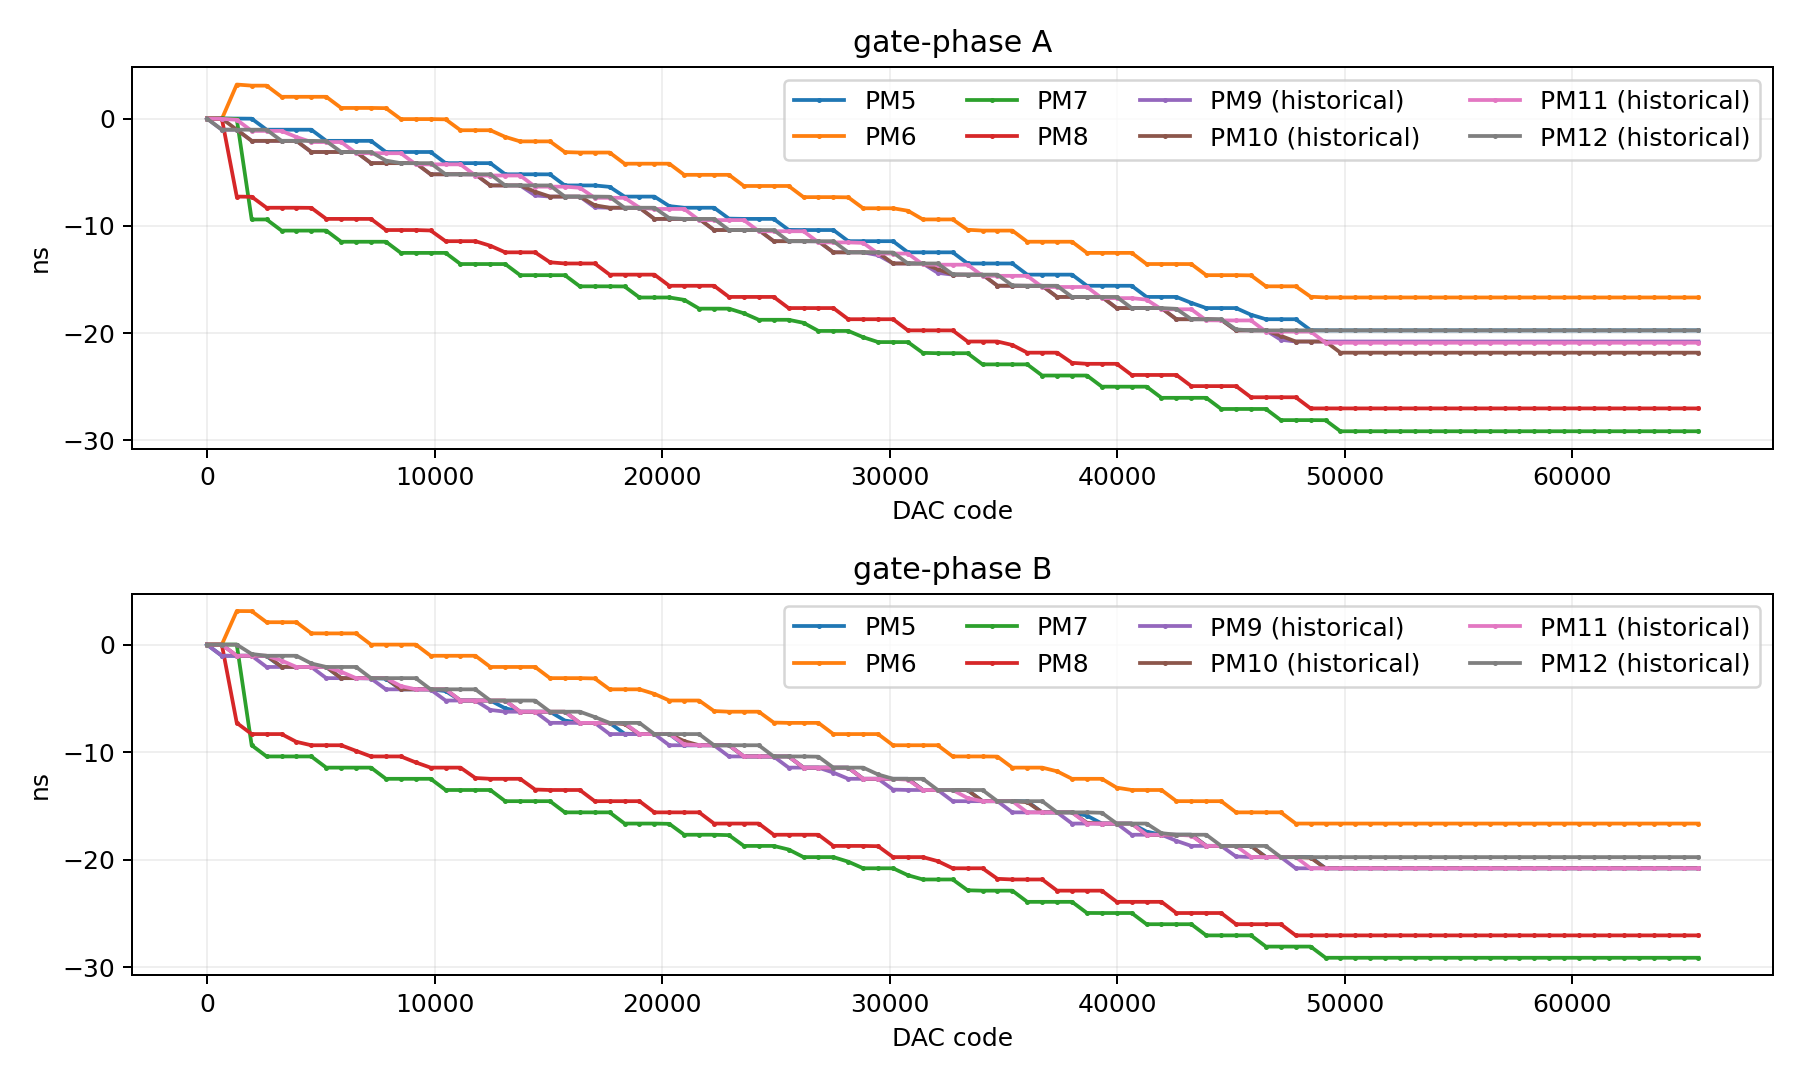 gate-phase A
PM5 PM7 PM9 (historical) PM11 (historical)
PM6 PM8 PM10 (historical) PM12 (historical)
0
−10
−20
−30
ns
0 10000 20000 30000 40000 50000 60000
DAC code
gate-phase B
PM5 PM7 PM9 (historical) PM11 (historical)
PM6 PM8 PM10 (historical) PM12 (historical)
0
−10
−20
−30
ns
0 10000 20000 30000 40000 50000 60000
DAC code